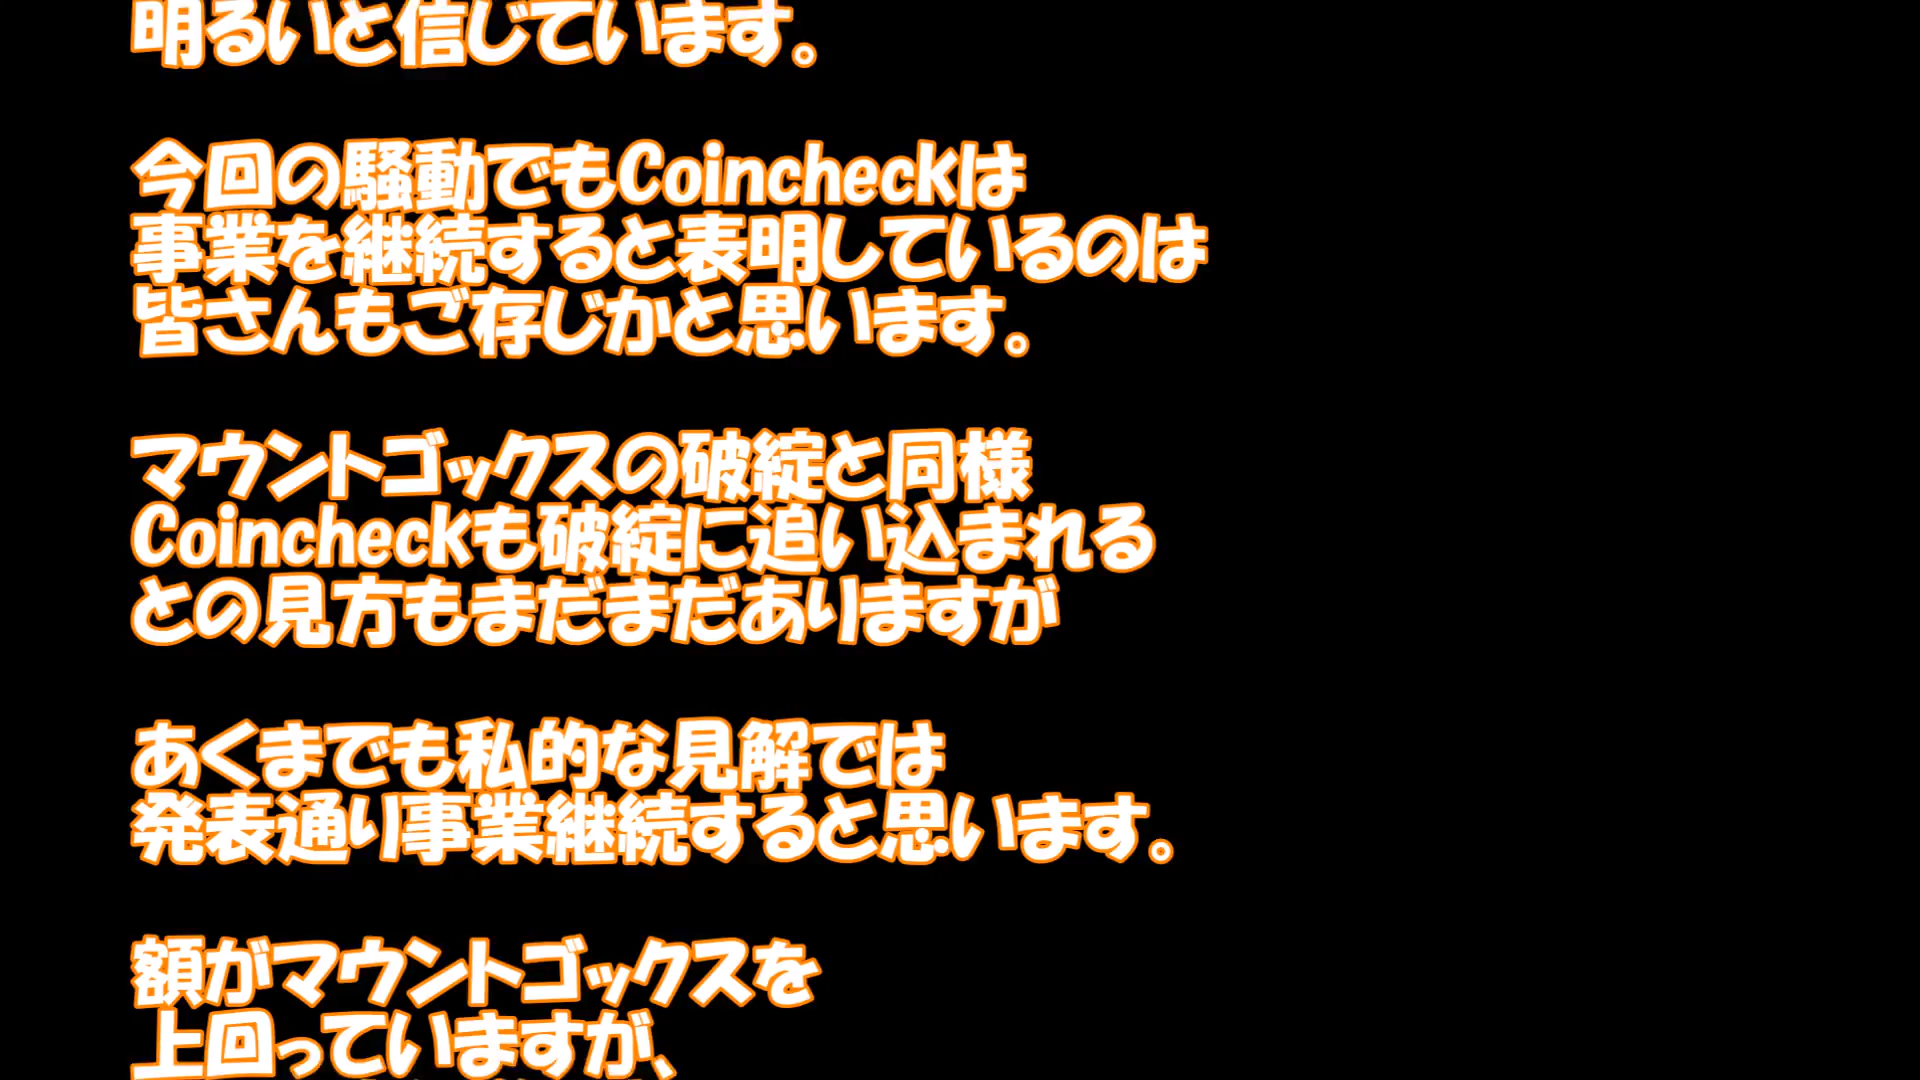 明るいと信じています。
今回の騒動でもCoincheckは
事業を継続すると表明しているのは
皆さんもご存じかと思います。
マウントゴックスの破綻と同様
Coincheckも破綻に追い込まれる
との見方もまだまだありますが
あくまでも私的な見解では
発表通り事業継続すると思います。
額がマウントゴックスを
上回っていますが、